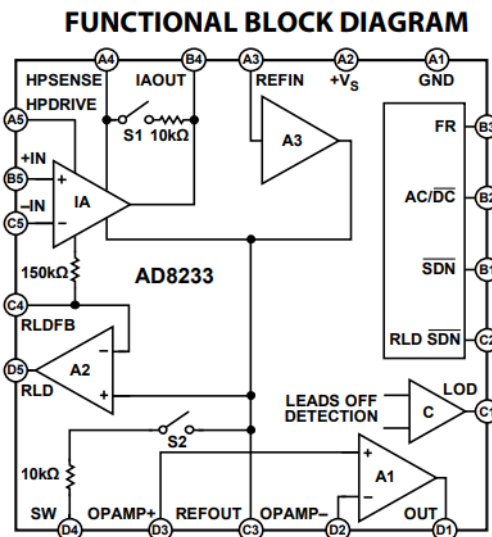 FUNCTIONAL BLOCK DIAGRAM
A4 B4 A3 A2 A1
HPSENSE IAOUT REFIN +VS GND
HPDRIVE
A5
S1 10kΩ
A3
FR B3
+IN
B5 +
IA
–IN
C5 –
AC/DC B2
150kΩ
AD8233
SDN B1
C4
RLDFB
RLD SDN C2
–
D5 A2
RLD
+
LEADS OFF
DETECTION
C
LOD
C1
S2
10kΩ
+
A1
–
SW OPAMP+ REFOUT OPAMP– OUT
D4 D3 C3 D2 D1